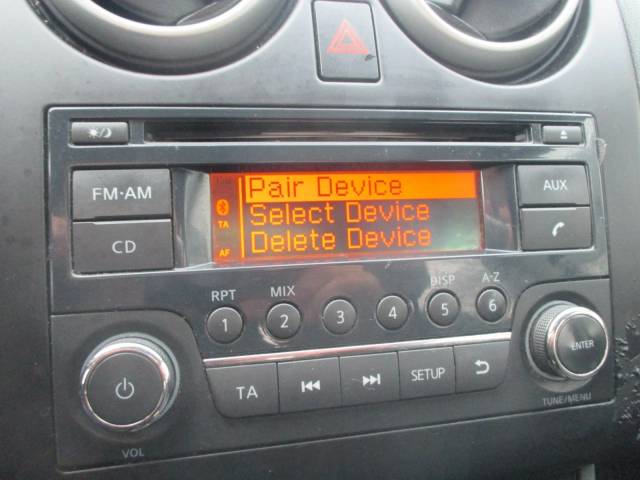 Pair Device
Select Device
Delete Device
TA
AF
FM·AM
CD
AUX
RPT
MIX
DISP
A-Z
1
2
3
4
5
6
TA
SETUP
ENTER
VOL
TUNE/MENU